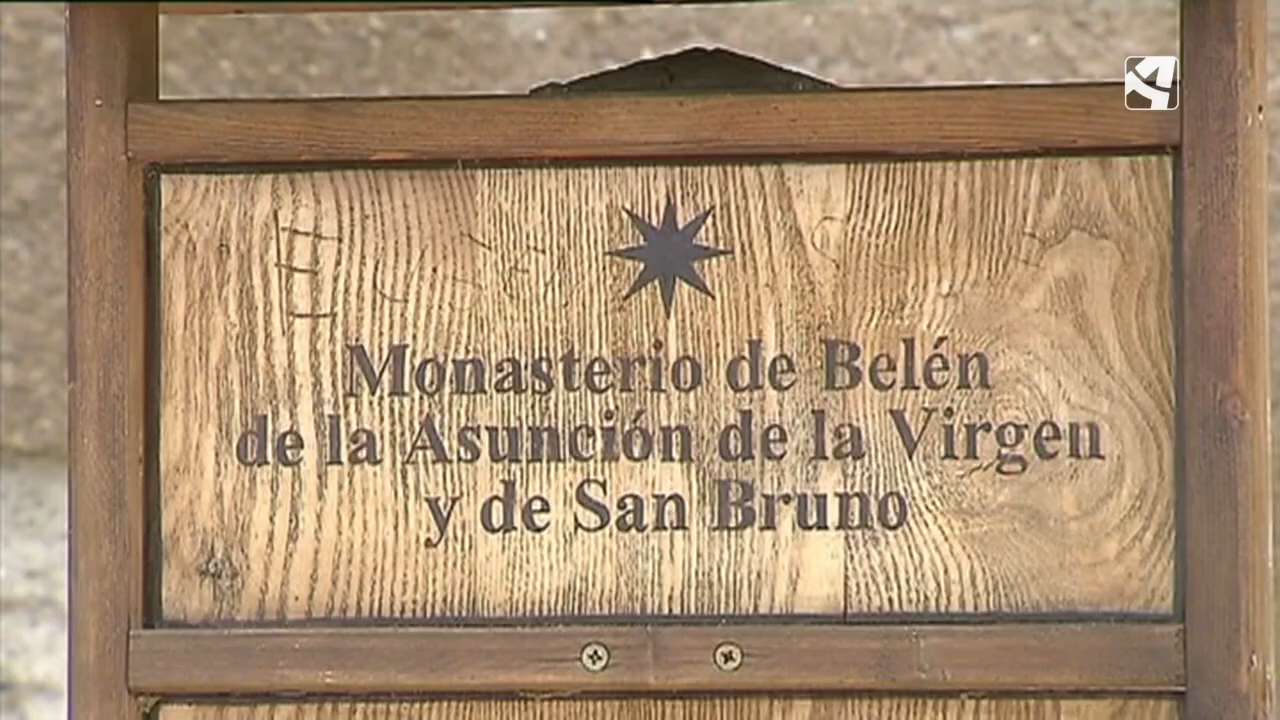 Monasterio de Belén
de la Asunción de la Virgen
y de San Bruno